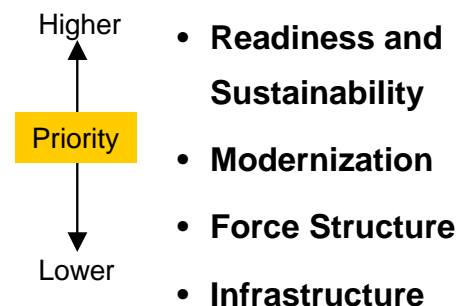 Higher
Priority
Lower
• Readiness and
Sustainability
• Modernization
• Force Structure
• Infrastructure